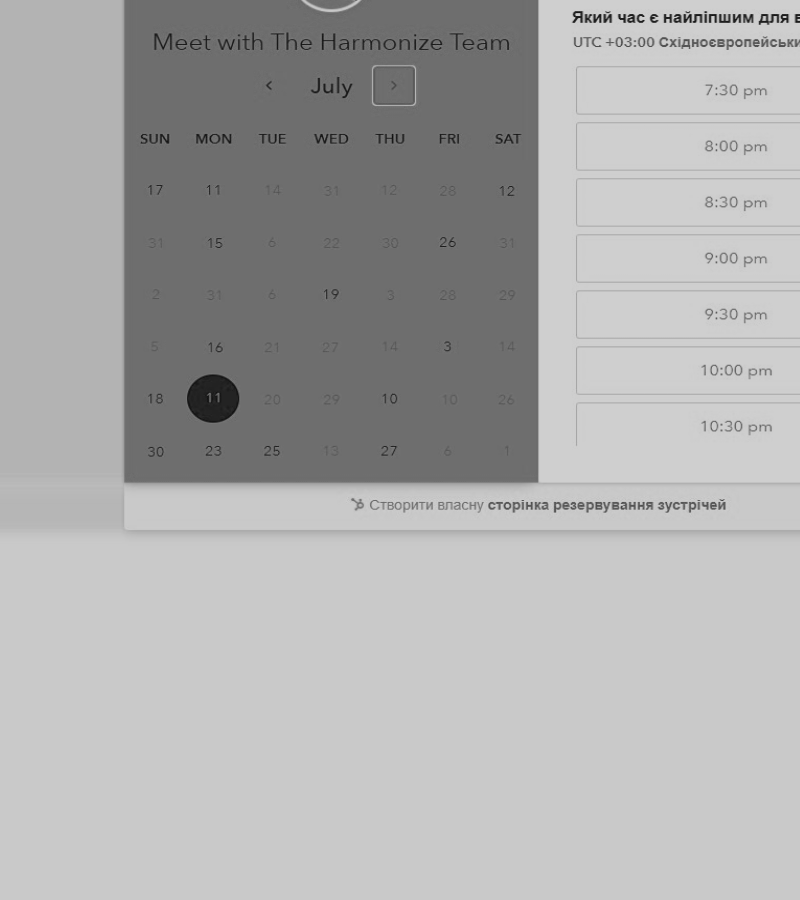 Який час є найліпшим для
Meet with The Harmonize Team
UTC +03:00 Східноєвропейськи
‹ July ›
7:30 pm
SUN MON TUE WED THU FRI SAT
8:00 pm
17 11 14 31 12 28 12
8:30 pm
31 15 6 22 30 26 31
9:00 pm
2 31 6 19 3 28 29
9:30 pm
5 16 21 27 14 3 14
10:00 pm
18 11 20 29 10 10 26
10:30 pm
30 23 25 13 27 6 1
Створити власну сторінка резервування зустрічей